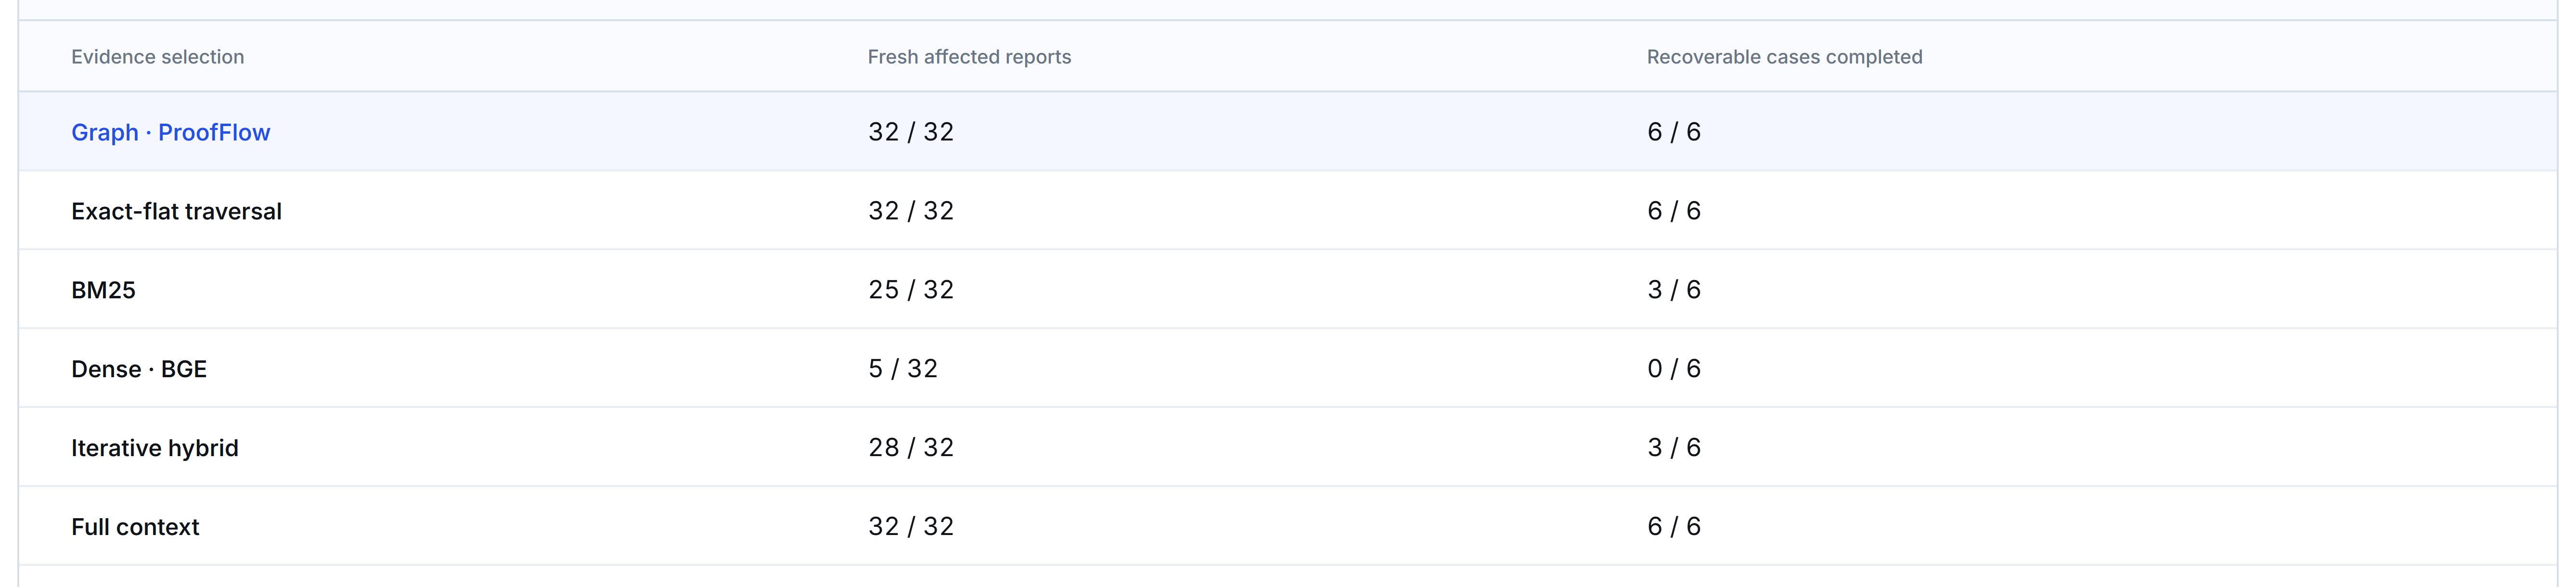 Evidence selection Fresh affected reports Recoverable cases completed
Graph · ProofFlow 32 / 32 6 / 6
Exact-flat traversal 32 / 32 6 / 6
BM25 25 / 32 3 / 6
Dense · BGE 5 / 32 0 / 6
Iterative hybrid 28 / 32 3 / 6
Full context 32 / 32 6 / 6